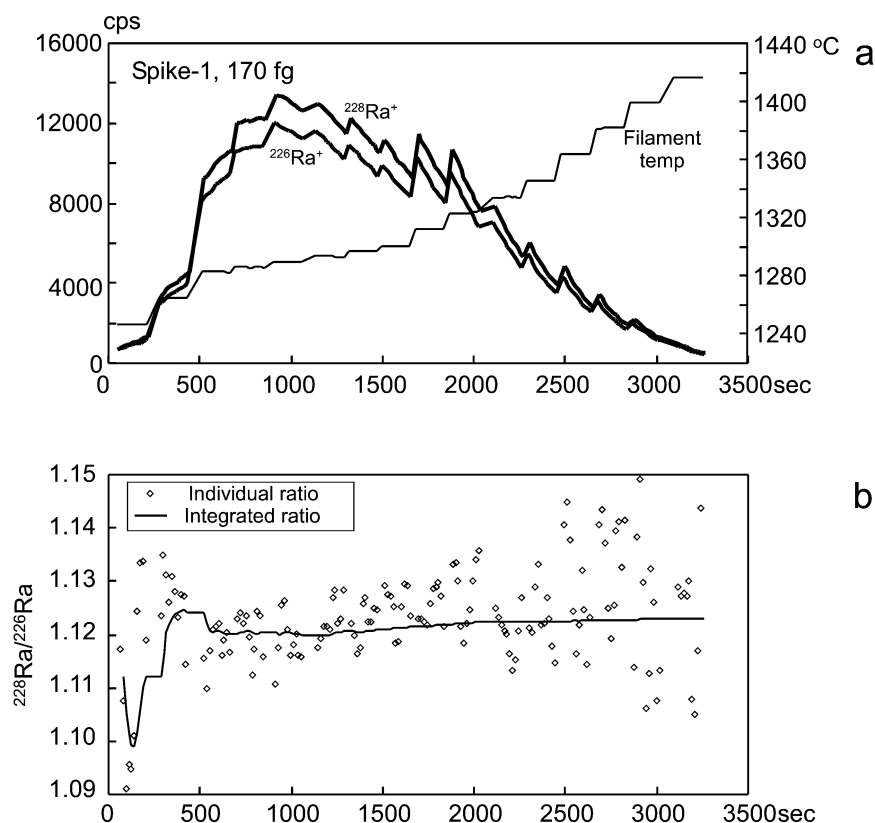 cps
16000
12000
8000
4000
0
Spike-1, 170 fg
²²⁸Ra⁺
²²⁶Ra⁺
Filament
temp
1440 °C
1400
1360
1320
1280
1240
a
0 500 1000 1500 2000 2500 3000 3500sec
b
1.15
1.14
1.13
1.12
1.11
1.10
1.09
Individual ratio
Integrated ratio
²²⁸Ra/²²⁶Ra
0 500 1000 1500 2000 2500 3000 3500sec